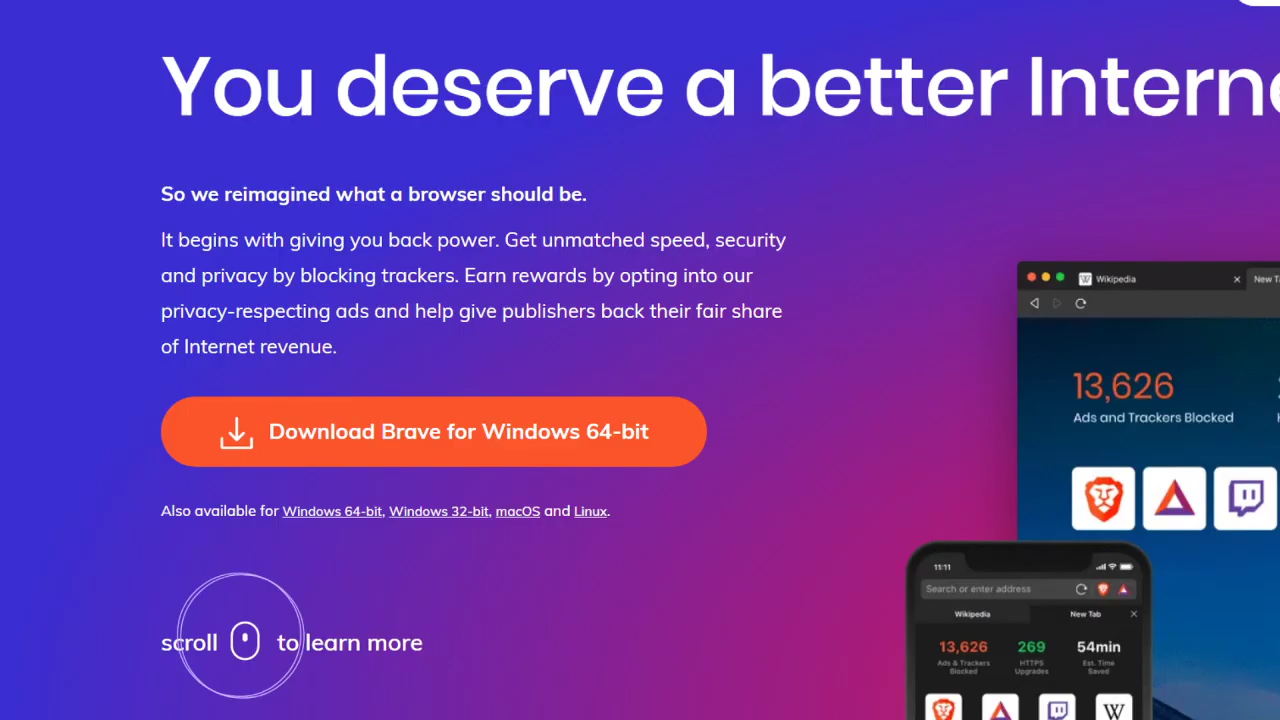 You deserve a better Interne
So we reimagined what a browser should be.
It begins with giving you back power. Get unmatched speed, security
and privacy by blocking trackers. Earn rewards by opting into our
privacy-respecting ads and help give publishers back their fair share
of Internet revenue.
Download Brave for Windows 64-bit
Also available for Windows 64-bit, Windows 32-bit, macOS and Linux.
scroll to learn more
Wikipedia
New Ta
13,626
Ads and Trackers Blocked
11:11
Search or enter address
Wikipedia New Tab
13,626 269 54min
Ads & Trackers Blocked
HTTPS Upgrades
Est. Time Saved
W